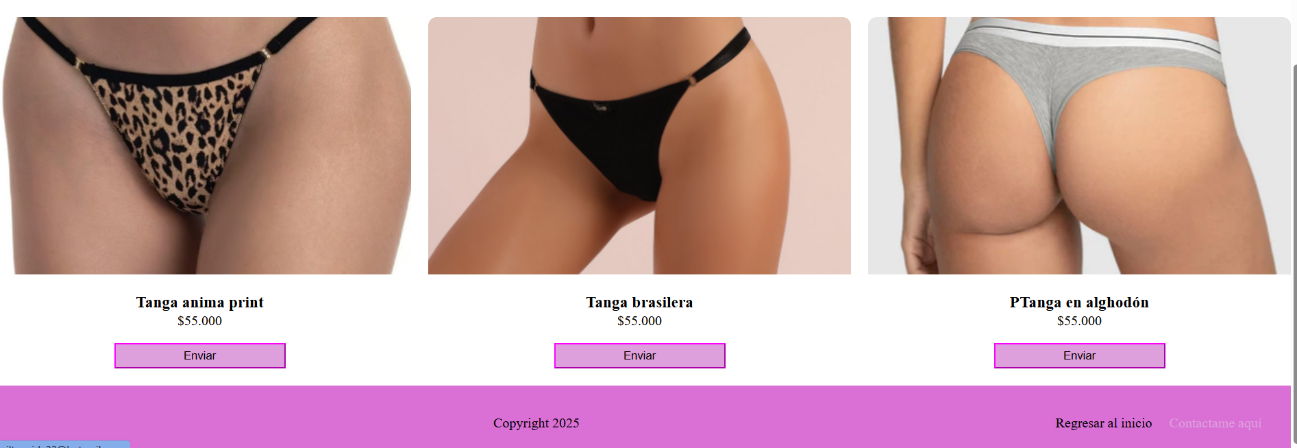 Tanga anima print
$55.000
Enviar
Tanga brasilera
$55.000
Enviar
PTanga en alghodón
$55.000
Enviar
Copyright 2025
Regresar al inicio
Contactame aqui